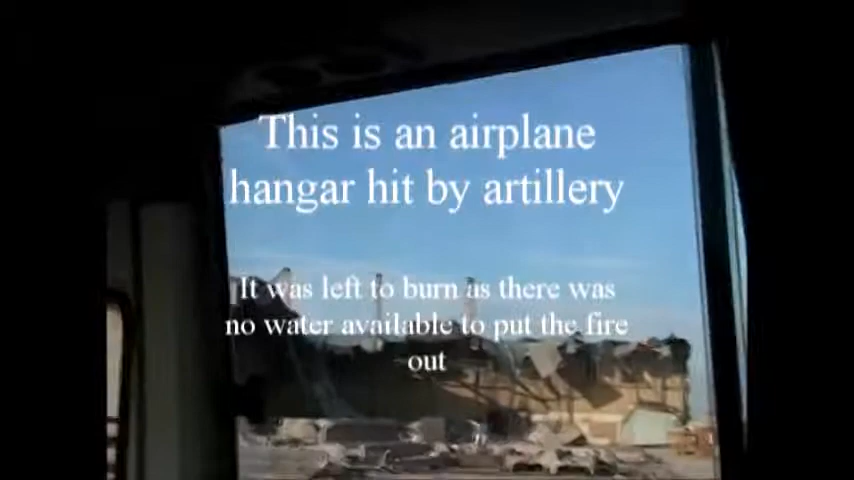 This is an airplane
hangar hit by artillery
It was left to burn as there was
no water available to put the fire
out